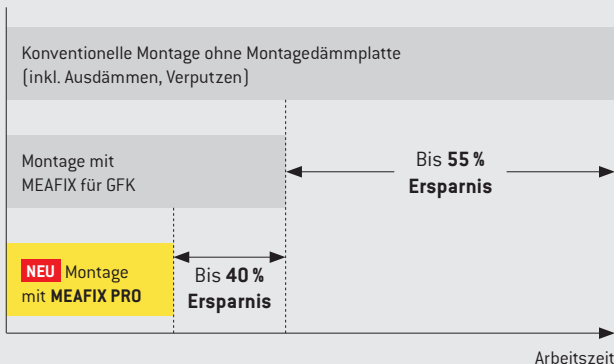 Konventionelle Montage ohne Montagedämmplatte
(inkl. Ausdämmen, Verputzen)
Montage mit
MEAFIX für GFK
Bis 55 %
Ersparnis
NEU Montage
mit MEAFIX PRO
Bis 40 %
Ersparnis
Arbeitszeit